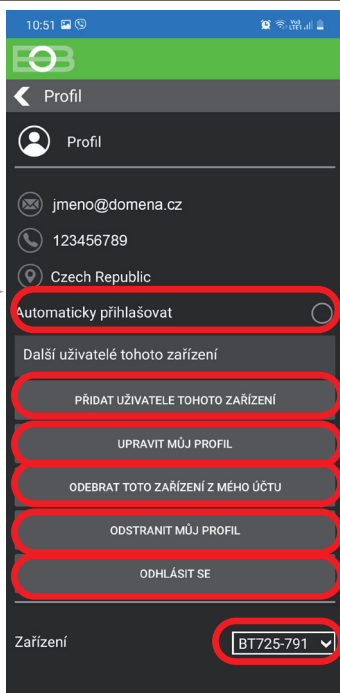 10:51
EOB
Profil
Profil
jmeno@domena.cz
123456789
Czech Republic
Automaticky přihlašovat
Další uživatelé tohoto zařízení
PŘIDAT UŽIVATELE TOHOTO ZAŘÍZENÍ
UPRAVIT MŮJ PROFIL
ODEBRAT TOTO ZAŘÍZENÍ Z MÉHO ÚČTU
ODSTRANIT MŮJ PROFIL
ODHLÁSIT SE
Zařízení BT725-791